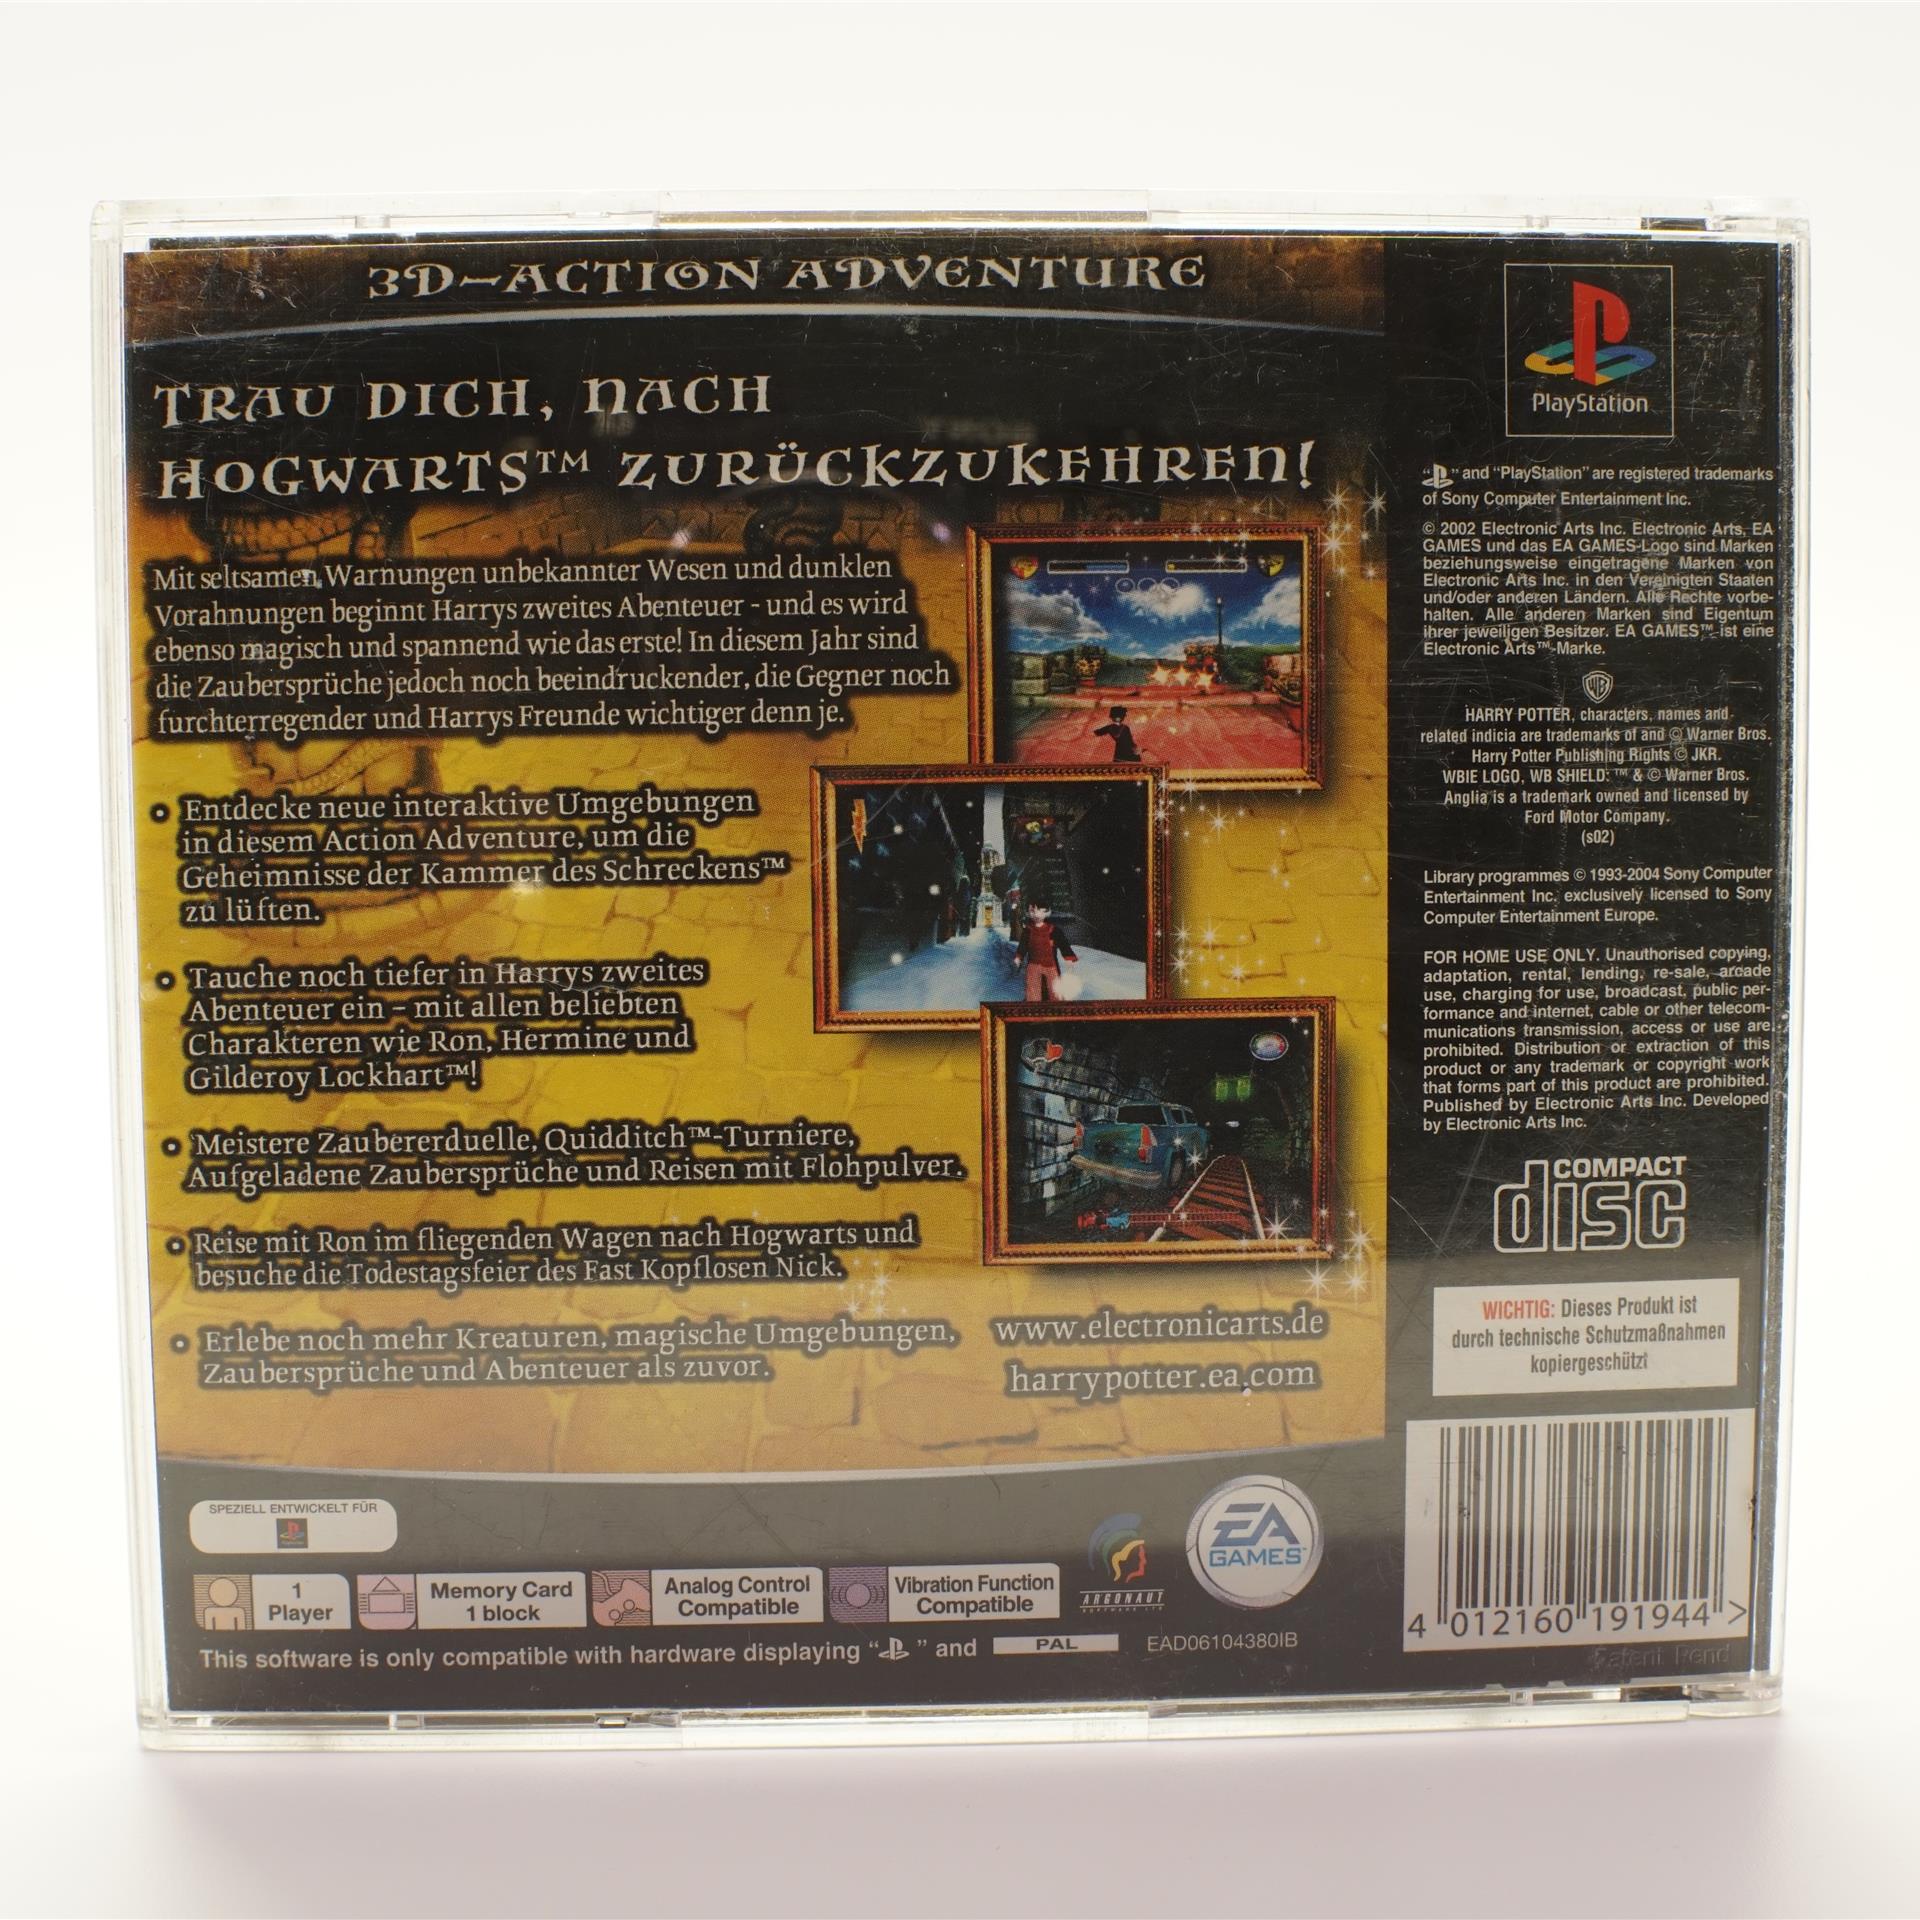 3D-ACTION ADVENTURE
TRAU DICH, NACH
HOGWARTS™ ZURÜCKZUKEHREN!
Mit seltsamen Warnungen unbekannter Wesen und dunklen
Vorahnungen beginnt Harrys zweites Abenteuer - und es wird
ebenso magisch und spannend wie das erste! In diesem Jahr sind
die Zaubersprüche jedoch noch beeindruckender, die Gegner noch
furchterregender und Harrys Freunde wichtiger denn je.
• Entdecke neue interaktive Umgebungen
in diesem Action Adventure, um die
Geheimnisse der Kammer des Schreckens™
zu lüften.
• Tauche noch tiefer in Harrys zweites
Abenteuer ein – mit allen beliebten
Charakteren wie Ron, Hermine und
Gilderoy Lockhart™!
• Meistere Zaubererduelle, Quidditch™-Turniere,
Aufgeladene Zaubersprüche und Reisen mit Flohpulver.
• Reise mit Ron im fliegenden Wagen nach Hogwarts und
besuche die Todestagsfeier des Fast Kopflosen Nick.
• Erlebe noch mehr Kreaturen, magische Umgebungen,
Zaubersprüche und Abenteuer als zuvor.
www.electronicarts.de
harrypotter.ea.com
SPEZIELL ENTWICKELT FÜR
1
Player
Memory Card
1 block
Analog Control
Compatible
Vibration Function
Compatible
ARGONAUT
SOFTWARE LTD
EA
GAMES™
This software is only compatible with hardware displaying “ ” and PAL
EAD06104380IB
PlayStation
“ ” and “PlayStation” are registered trademarks
of Sony Computer Entertainment Inc.
© 2002 Electronic Arts Inc. Electronic Arts, EA
GAMES und das EA GAMES-Logo sind Marken
beziehungsweise eingetragene Marken von
Electronic Arts Inc. in den Vereinigten Staaten
und/oder anderen Ländern. Alle Rechte vorbe-
halten. Alle anderen Marken sind Eigentum
ihrer jeweiligen Besitzer. EA GAMES™ ist eine
Electronic Arts™-Marke.
WB
HARRY POTTER, characters, names and
related indicia are trademarks of and © Warner Bros.
Harry Potter Publishing Rights © JKR.
WBIE LOGO, WB SHIELD: ™ & © Warner Bros.
Anglia is a trademark owned and licensed by
Ford Motor Company.
(s02)
Library programmes © 1993-2004 Sony Computer
Entertainment Inc. exclusively licensed to Sony
Computer Entertainment Europe.
FOR HOME USE ONLY. Unauthorised copying,
adaptation, rental, lending, re-sale, arcade
use, charging for use, broadcast, public per-
formance and internet, cable or other telecom-
munications transmission, access or use are
prohibited. Distribution or extraction of this
product or any trademark or copyright work
that forms part of this product are prohibited.
Published by Electronic Arts Inc. Developed
by Electronic Arts Inc.
COMPACT
disc
WICHTIG: Dieses Produkt ist
durch technische Schutzmaßnahmen
kopiergeschützt
4 012160 191944 >
Patent Pend